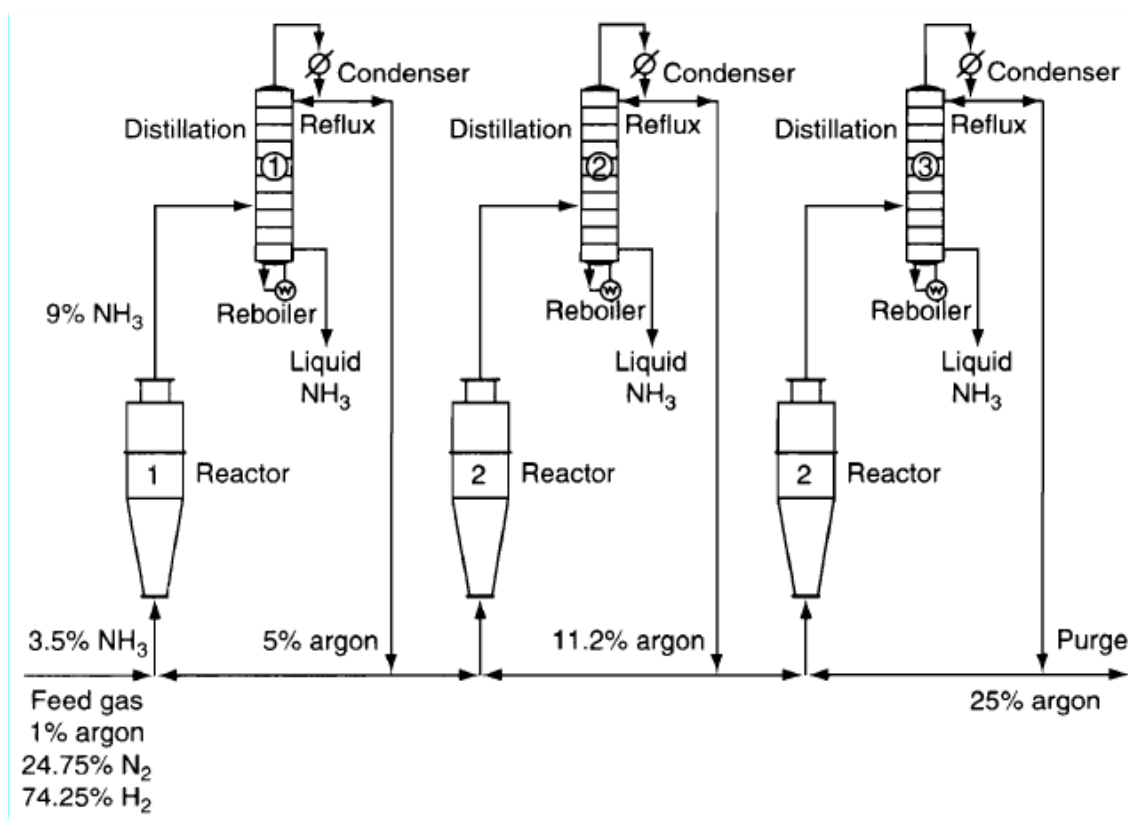 Condenser
Condenser
Condenser
Distillation
Reflux
Distillation
Reflux
Distillation
Reflux
1
2
3
9% NH₃
Reboiler
W
Reboiler
W
Reboiler
W
Liquid
NH₃
Liquid
NH₃
Liquid
NH₃
1
Reactor
2
Reactor
2
Reactor
3.5% NH₃
5% argon
11.2% argon
Purge
Feed gas
1% argon
24.75% N₂
74.25% H₂
25% argon